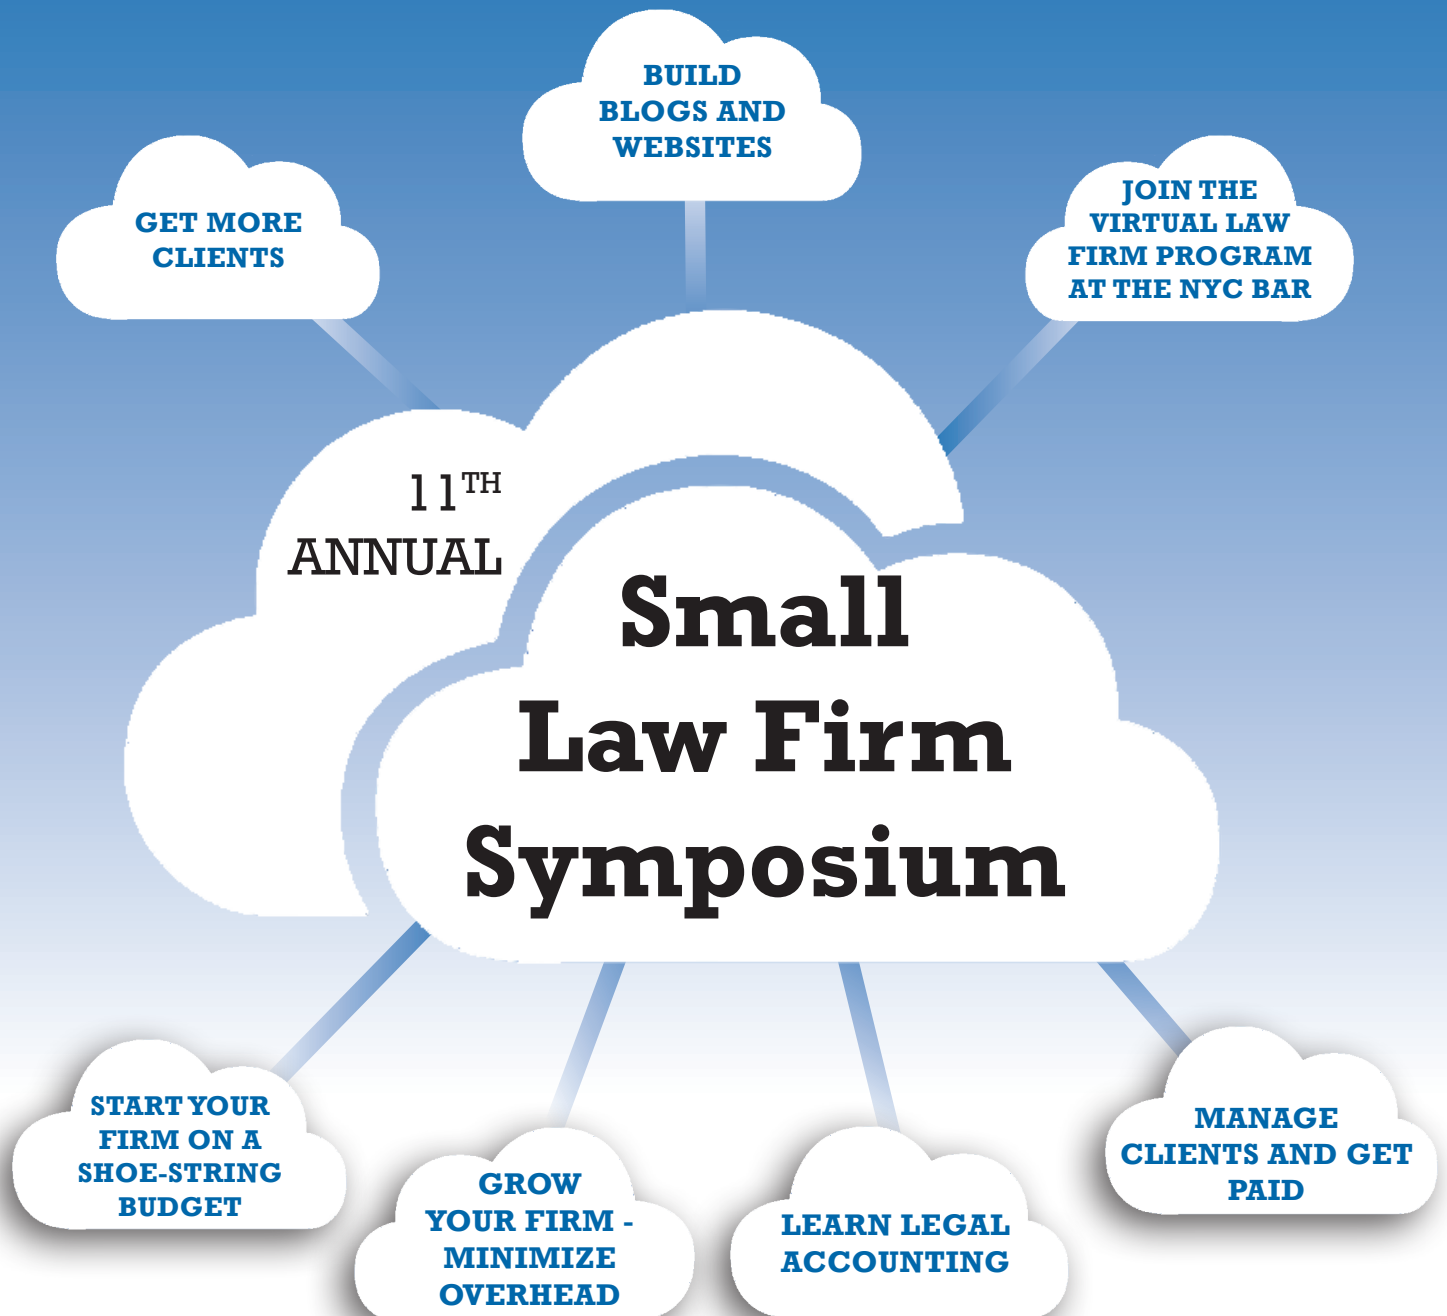 BUILD
BLOGS AND
WEBSITES
GET MORE
CLIENTS
JOIN THE
VIRTUAL LAW
FIRM PROGRAM
AT THE NYC BAR
11TH
ANNUAL
Small
Law Firm
Symposium
START YOUR
FIRM ON A
SHOE-STRING
BUDGET
GROW
YOUR FIRM -
MINIMIZE
OVERHEAD
LEARN LEGAL
ACCOUNTING
MANAGE
CLIENTS AND GET
PAID